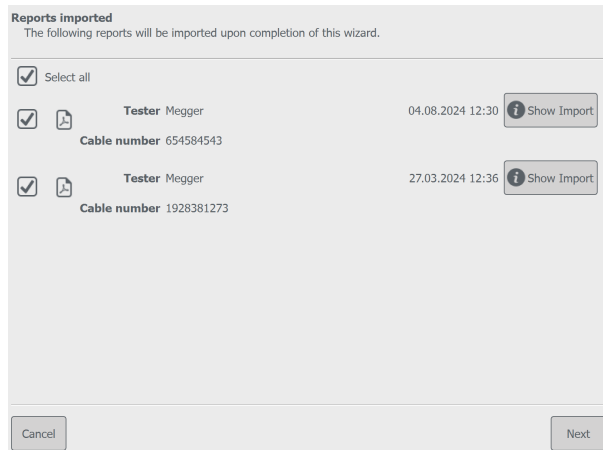 Reports imported
The following reports will be imported upon completion of this wizard.
Select all
Tester Megger 04.08.2024 12:30 Show Import
Cable number 654584543
Tester Megger 27.03.2024 12:36 Show Import
Cable number 1928381273
Cancel Next